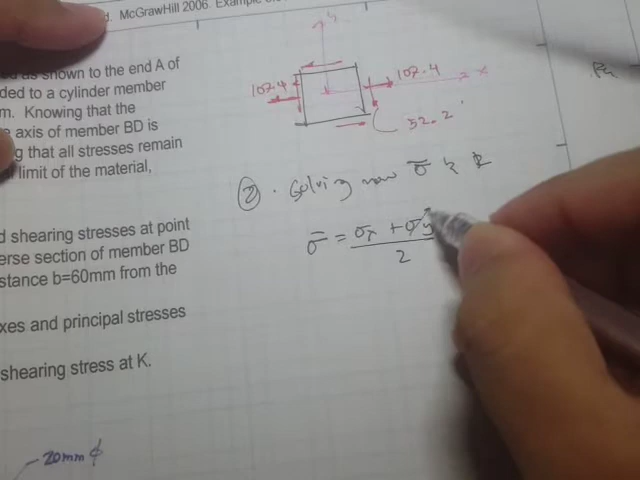 d. McGrawHill 2006. Example
ed as shown to the end A of
ded to a cylinder member
m. Knowing that the
axis of member BD is
g that all stresses remain
limit of the material,
d shearing stresses at point
erse section of member BD
stance b=60mm from the
xes and principal stresses
shearing stress at K.
20mm ϕ
y
102.4
102.4
x
52.2
② · Solving now σ̄ & R
σ̄ = σx + σy
2